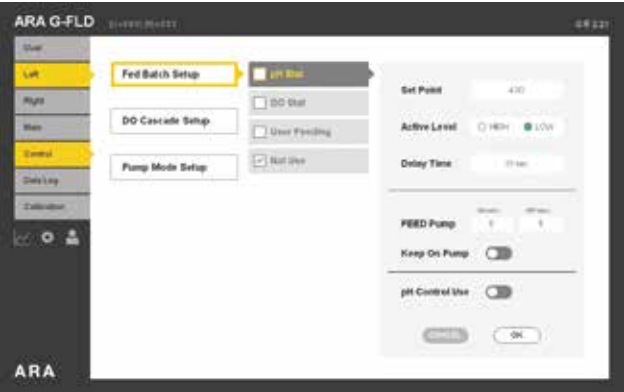 ARA G-FLD
Dual
Left
Right
Main
Control
Data Log
Calibration
Fed Batch Setup
DO Cascade Setup
Pump Mode Setup
pH Stat
DO Stat
User Feeding
Not Use
Set Point
Active Level HIGH LOW
Delay Time
FEED Pump
1 1
Keep On Pump
pH Control Use
CANCEL OK
ARA